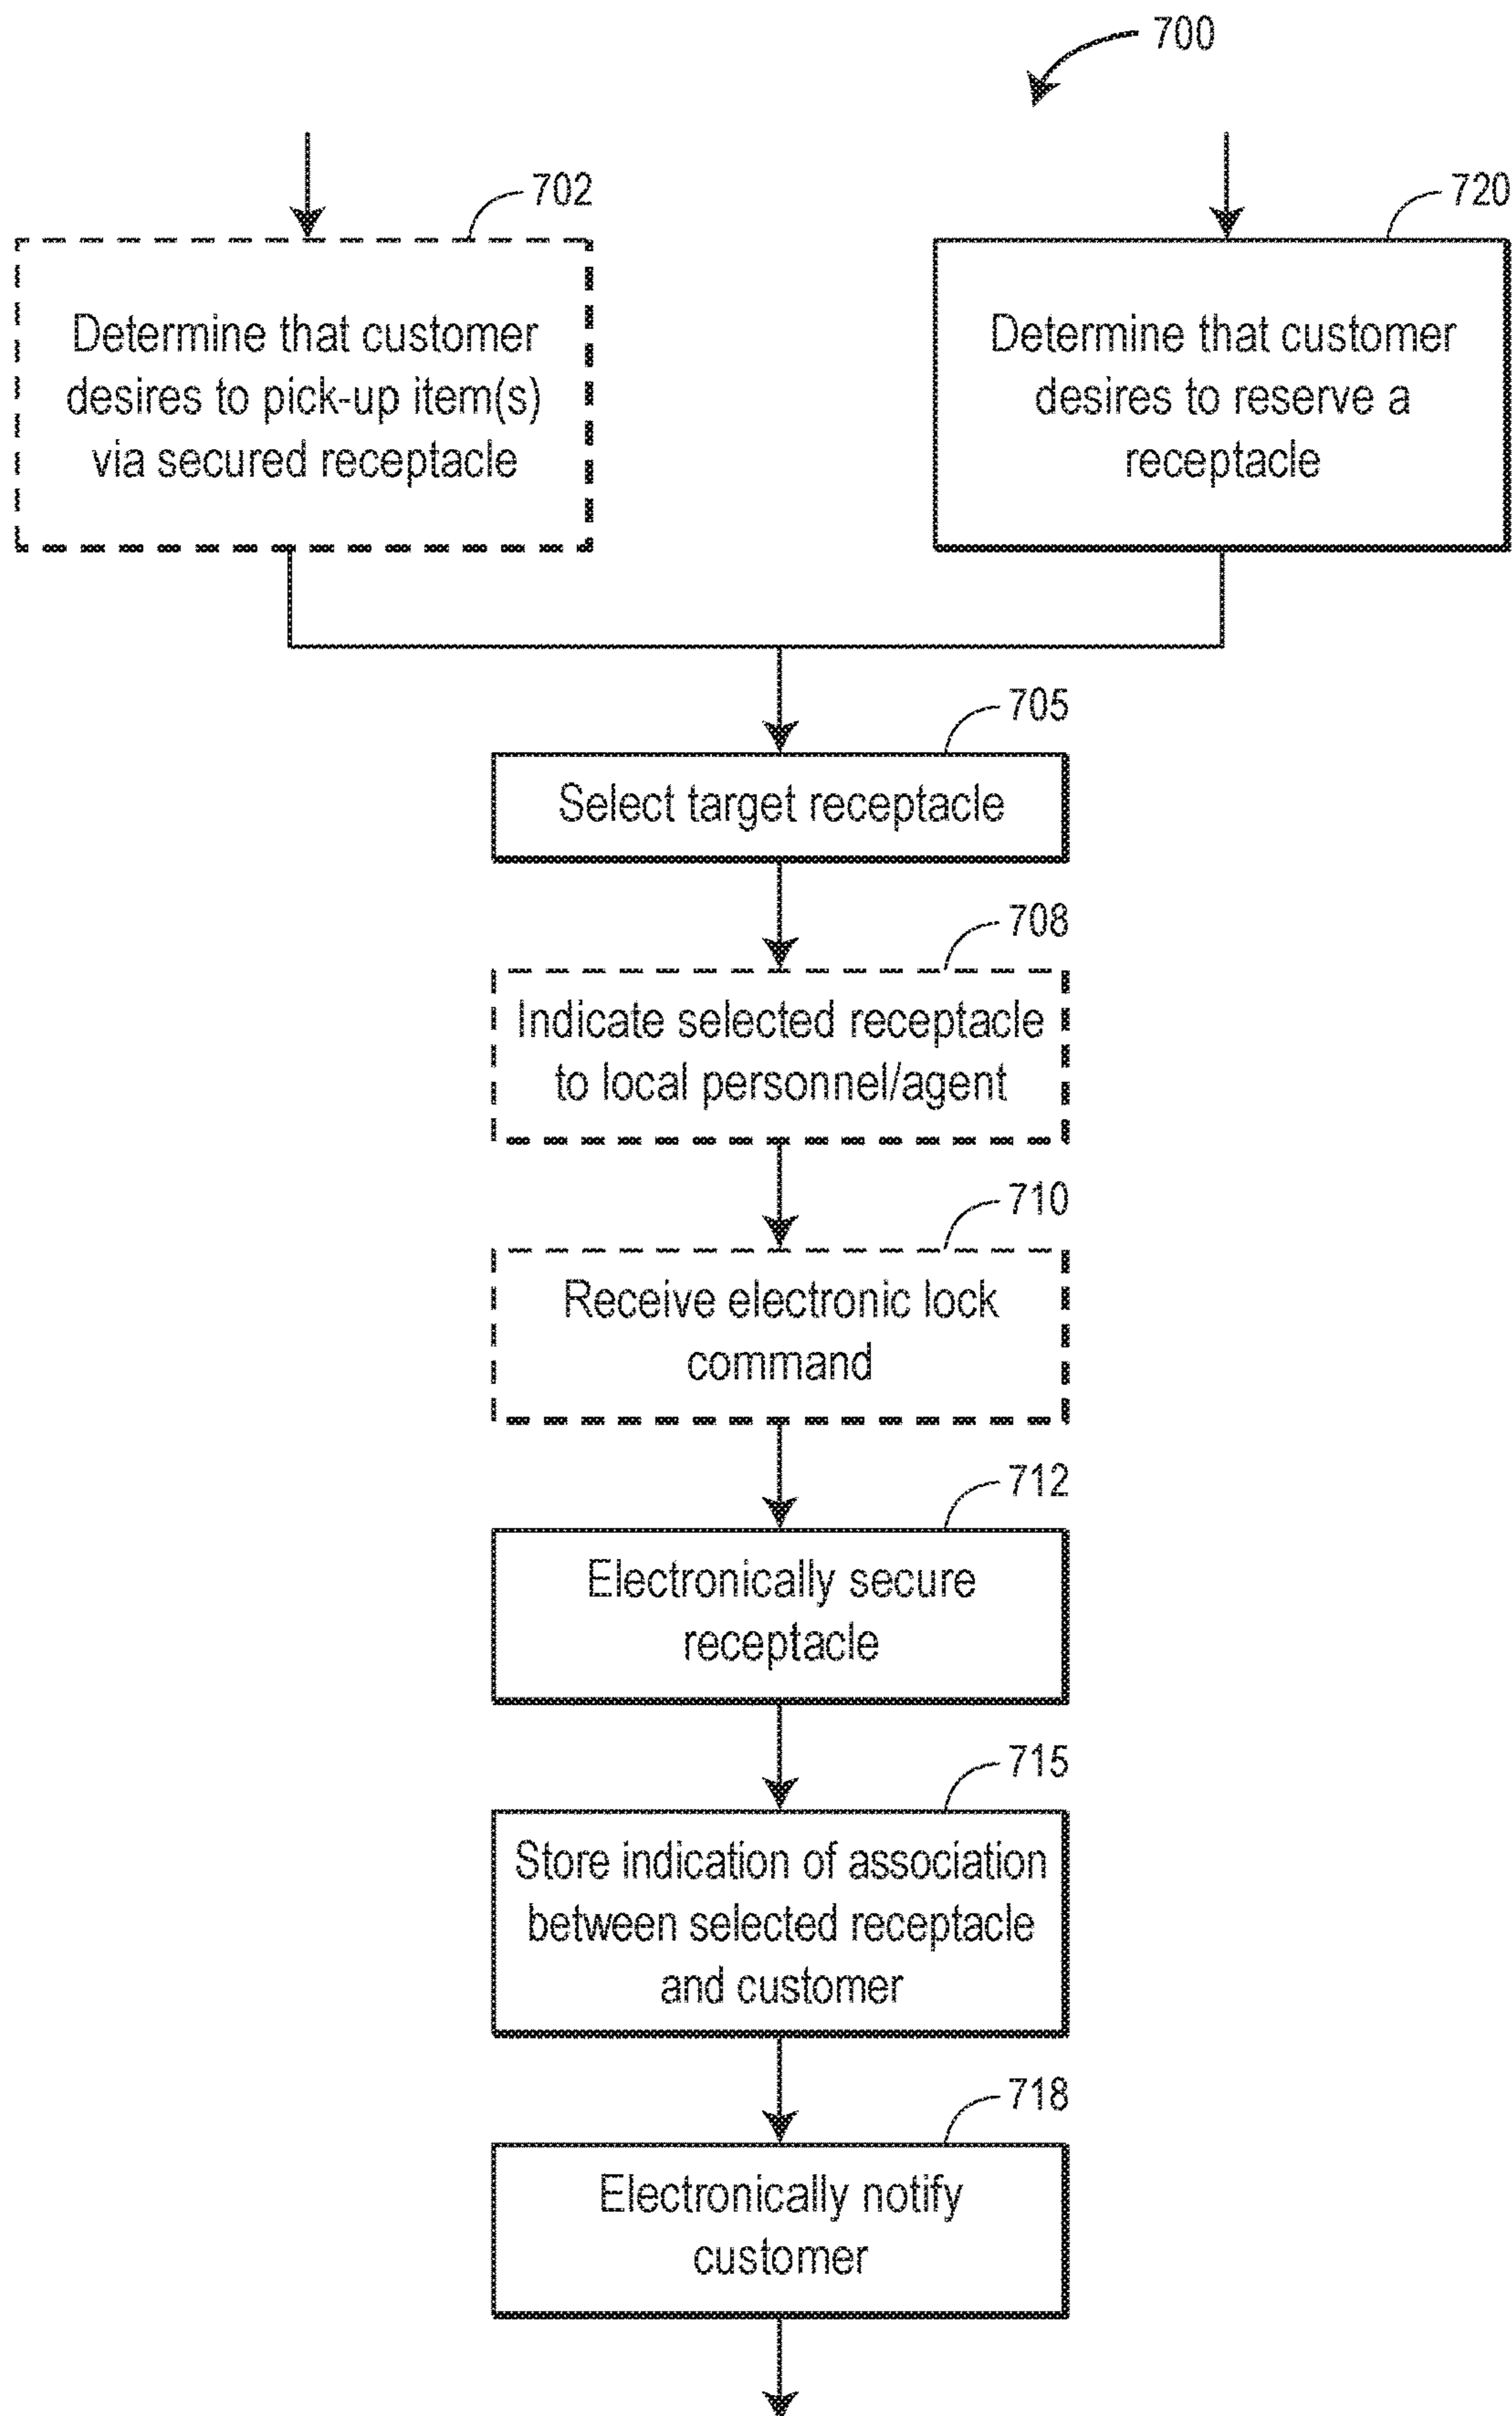 700
702
Determine that customer
desires to pick-up item(s)
via secured receptacle
720
Determine that customer
desires to reserve a
receptacle
705
Select target receptacle
708
Indicate selected receptacle
to local personnel/agent
710
Receive electronic lock
command
712
Electronically secure
receptacle
715
Store indication of association
between selected receptacle
and customer
718
Electronically notify
customer